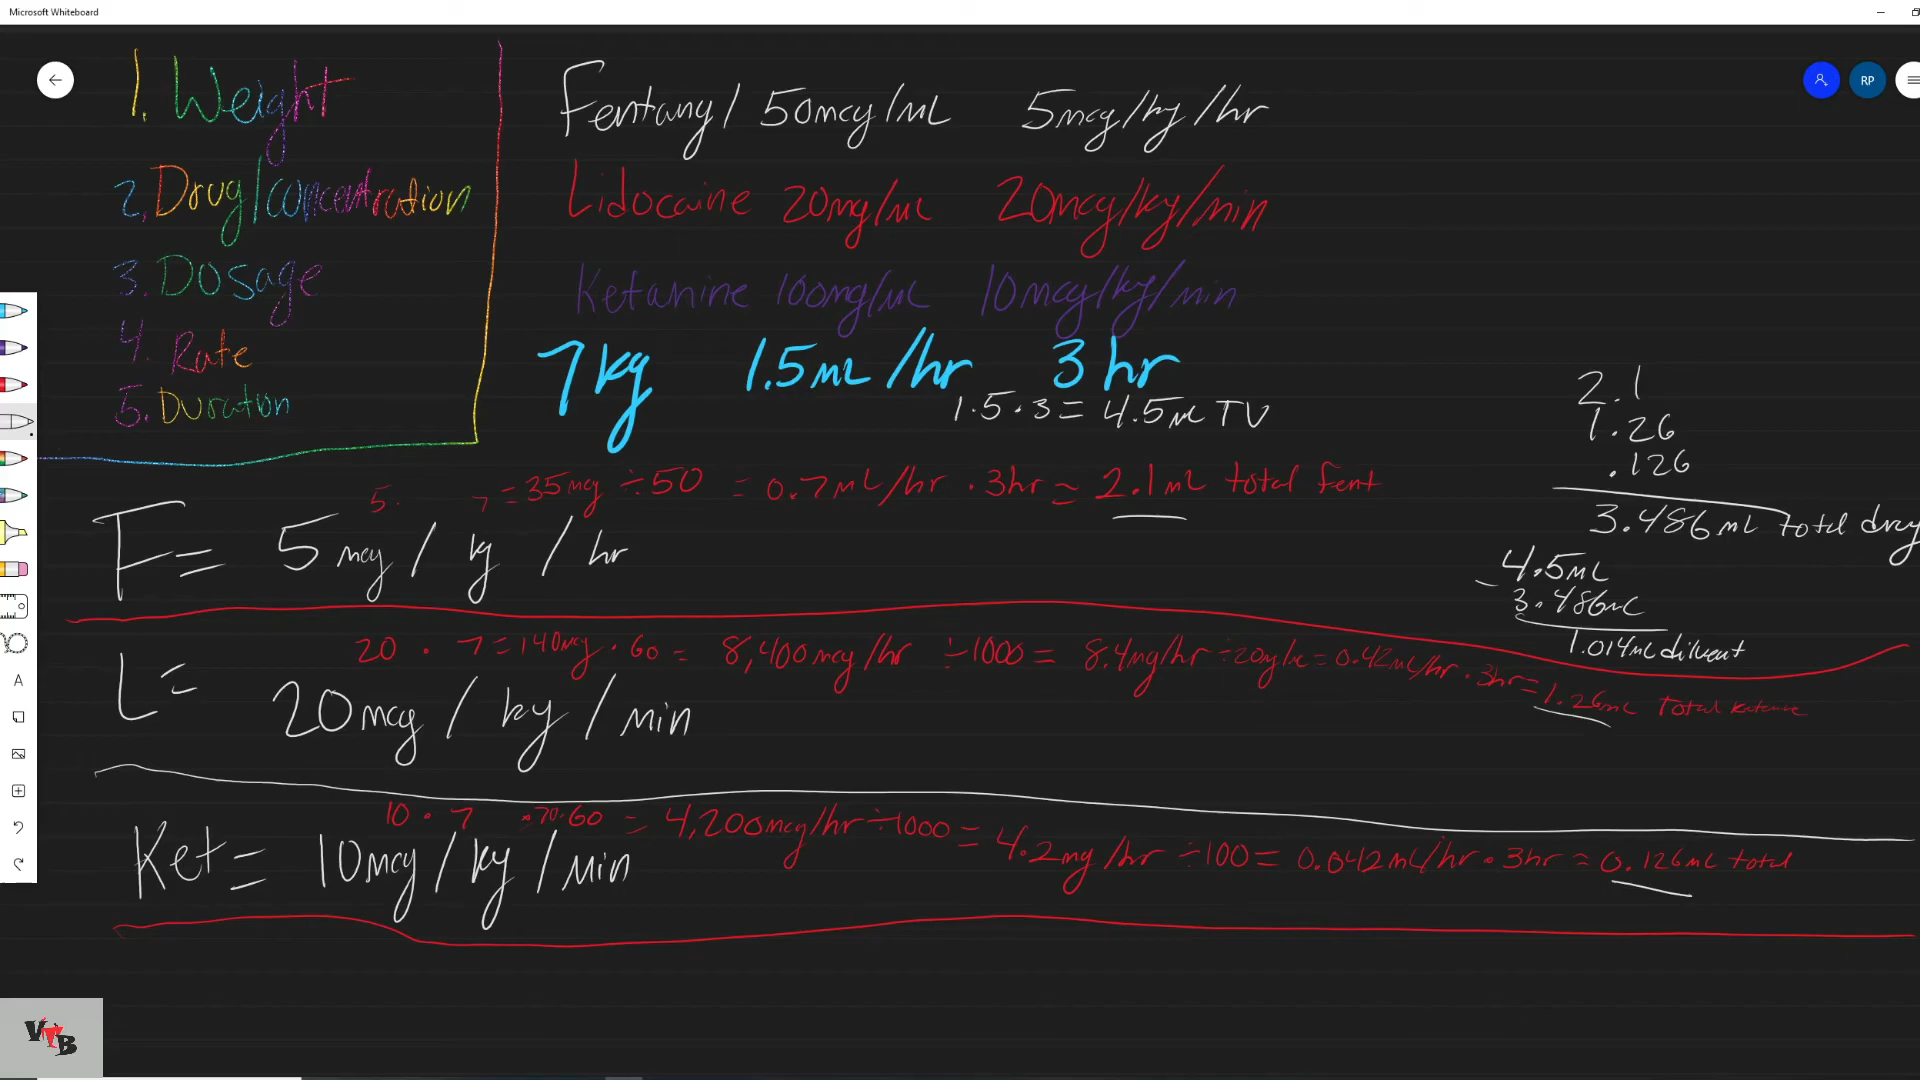 Microsoft Whiteboard
1. Weight
2. Drug/concentration
3. Dosage
4. Rate
5. Duration
Fentanyl 50mcg/mL 5mcg/kg/hr
Lidocaine 20mg/mL 20mcg/kg/min
Ketamine 100mg/mL 10mcg/kg/min
7kg 1.5mL/hr 3hr
1.5·3 = 4.5mL TV
RP
2.1
1.26
.126
3.486mL total drug
- 4.5mL
3.486mL
1.014mL diluent
5· 7=35mcg ÷50 = 0.7mL/hr · 3hr = 2.1mL total fent
F= 5mcg / kg / hr
20 · 7=140mcg·60= 8,400mcg/hr ÷1000= 8.4mg/hr ÷20mg/mL=0.42mL/hr·3hr=1.26mL Total
L= 20mcg / kg / min
10·7 ·70·60 = 4,200mcg/hr ÷1000= 4.2mg/hr ÷100= 0.042mL/hr·3hr=0.126mL total
Ket= 10mcg/kg/min
A
VTB